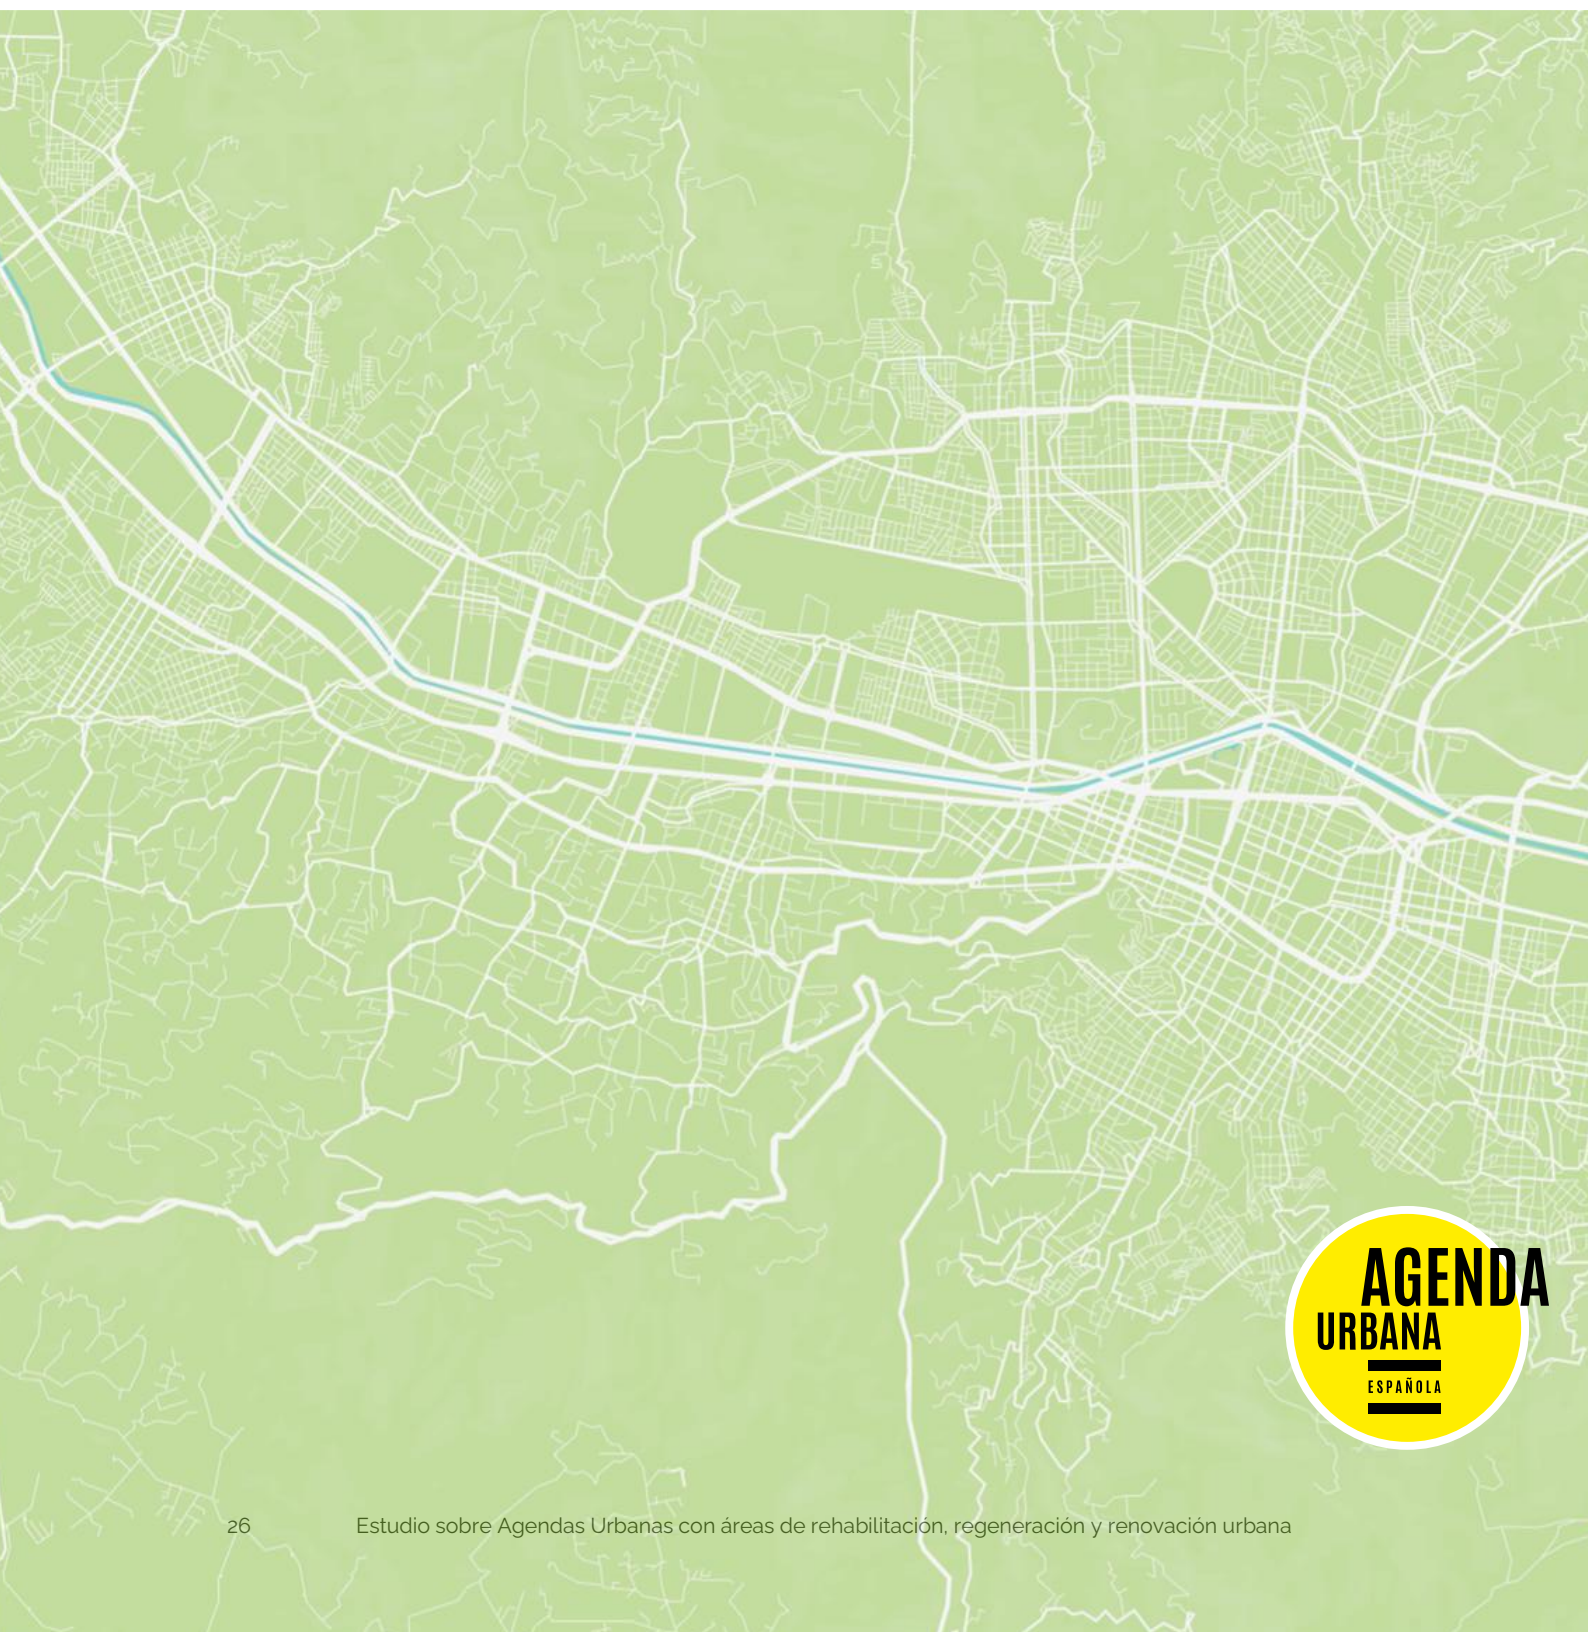 AGENDA
URBANA
ESPAÑOLA
26 Estudio sobre Agendas Urbanas con áreas de rehabilitación, regeneración y renovación urbana